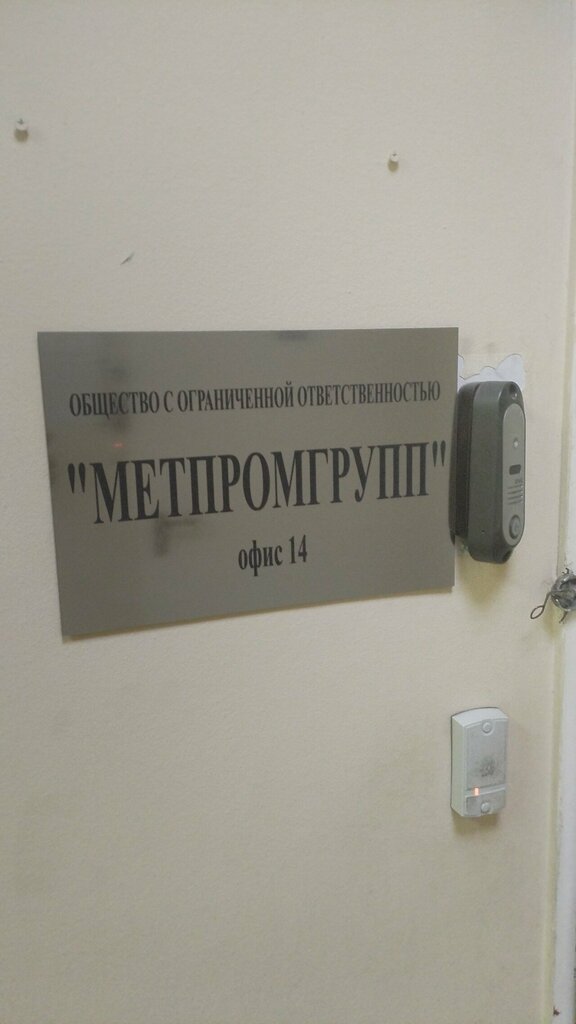 ОБЩЕСТВО С ОГРАНИЧЕННОЙ ОТВЕТСТВЕННОСТЬЮ
"МЕТПРОМГРУПП"
офис 14